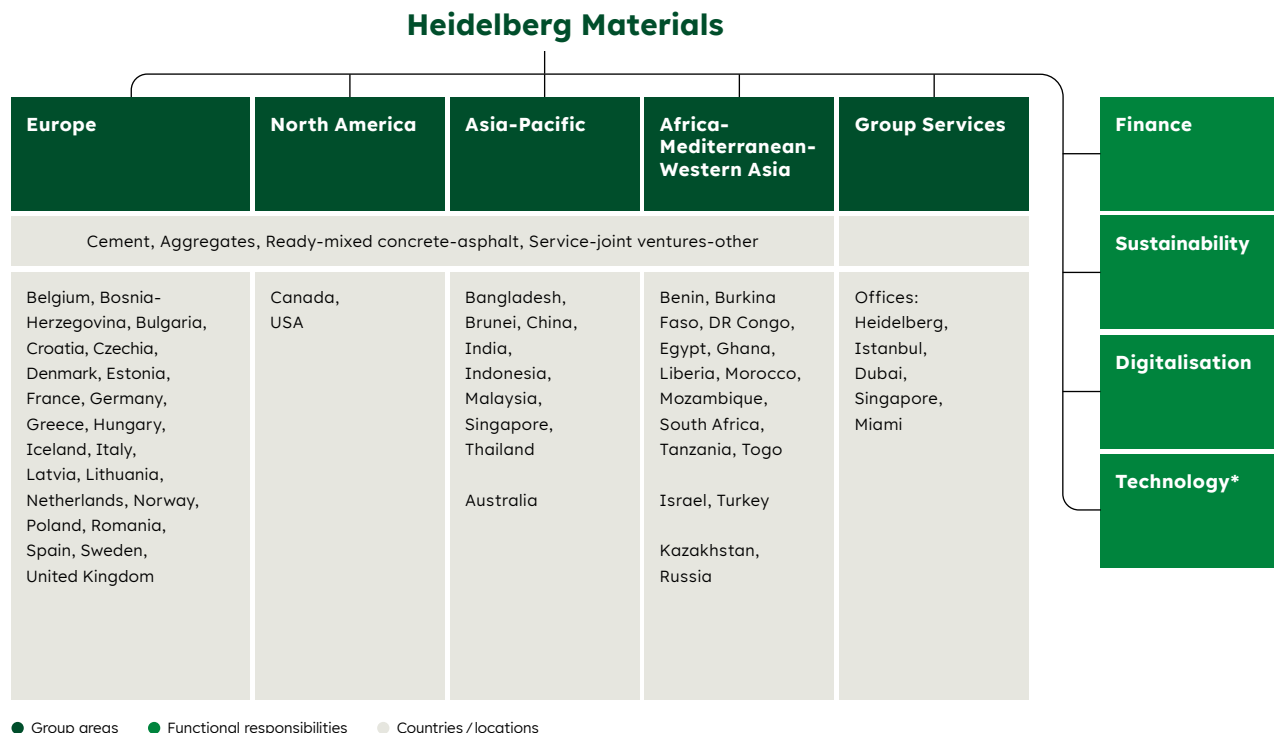 Heidelberg Materials
Europe
North America
Asia-Pacific
Africa-
Mediterranean-
Western Asia
Group Services
Cement, Aggregates, Ready-mixed concrete-asphalt, Service-joint ventures-other
Belgium, Bosnia-
Herzegovina, Bulgaria,
Croatia, Czechia,
Denmark, Estonia,
France, Germany,
Greece, Hungary,
Iceland, Italy,
Latvia, Lithuania,
Netherlands, Norway,
Poland, Romania,
Spain, Sweden,
United Kingdom
Canada,
USA
Bangladesh,
Brunei, China,
India,
Indonesia,
Malaysia,
Singapore,
Thailand
Australia
Benin, Burkina
Faso, DR Congo,
Egypt, Ghana,
Liberia, Morocco,
Mozambique,
South Africa,
Tanzania, Togo
Israel, Turkey
Kazakhstan,
Russia
Offices:
Heidelberg,
Istanbul,
Dubai,
Singapore,
Miami
Finance
Sustainability
Digitalisation
Technology*
Group areas
Functional responsibilities
Countries / locations